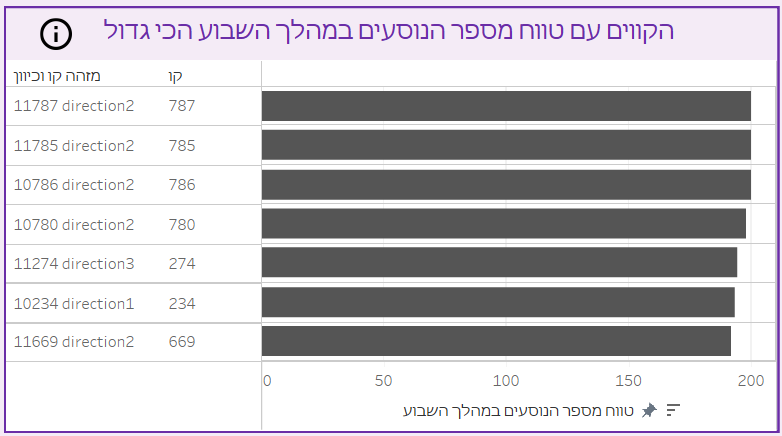 הקווים עם טווח מספר הנוסעים במהלך השבוע הכי גדול
מזהה קו וכיוון קו
11787 direction2 787
11785 direction2 785
10786 direction2 786
10780 direction2 780
11274 direction3 274
10234 direction1 234
11669 direction2 669
0 50 100 150 200
טווח מספר הנוסעים במהלך השבוע